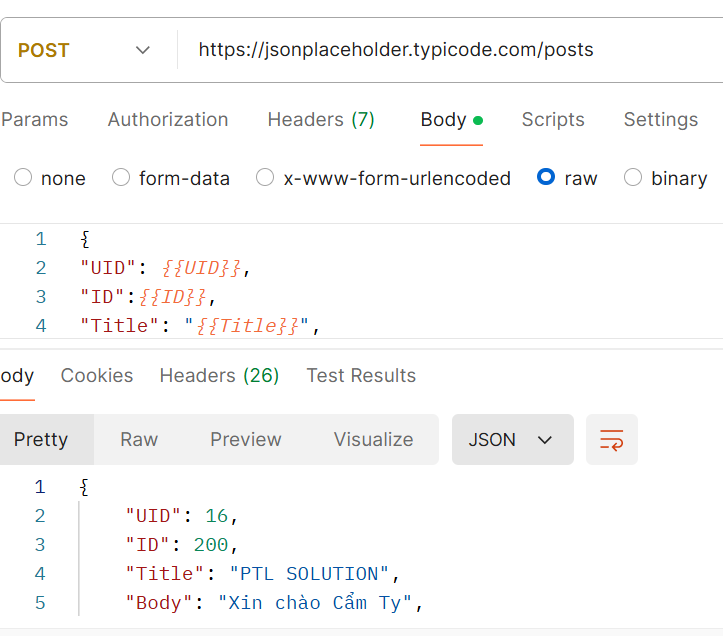 POST https://jsonplaceholder.typicode.com/posts
Params Authorization Headers (7) Body Scripts Settings
none form-data x-www-form-urlencoded raw binary
1 {
2 "UID": {{UID}},
3 "ID":{{ID}},
4 "Title": "{{Title}}",
ody Cookies Headers (26) Test Results
Pretty Raw Preview Visualize JSON
1 {
2 "UID": 16,
3 "ID": 200,
4 "Title": "PTL SOLUTION",
5 "Body": "Xin chào Cẩm Ty",